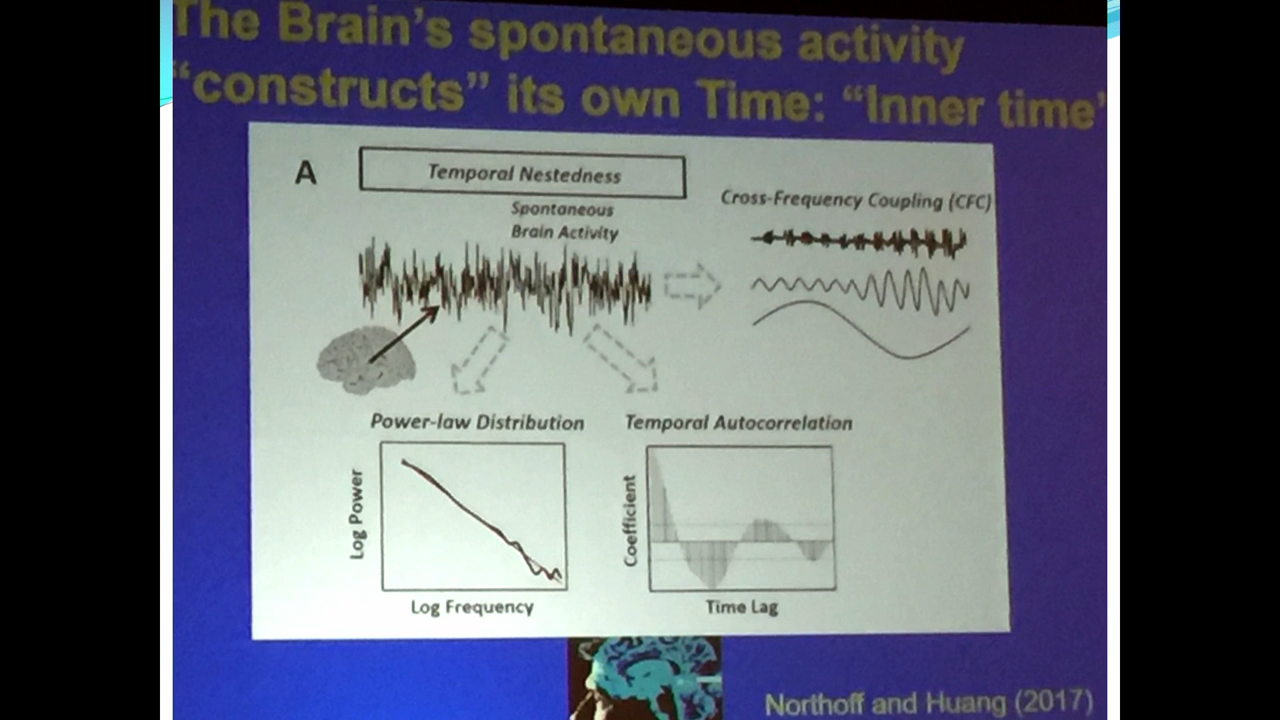 The Brain's spontaneous activity
"constructs" its own Time: "Inner time"
A
Temporal Nestedness
Spontaneous
Brain Activity
Cross-Frequency Coupling (CFC)
Power-law Distribution
Log Power
Log Frequency
Temporal Autocorrelation
Coefficient
Time Lag
Northoff and Huang (2017)